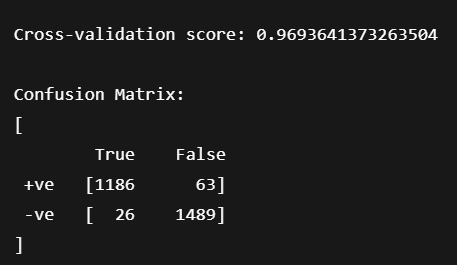 Cross-validation score: 0.9693641373263504
Confusion Matrix:
[
True False
+ve [1186 63]
-ve [ 26 1489]
]